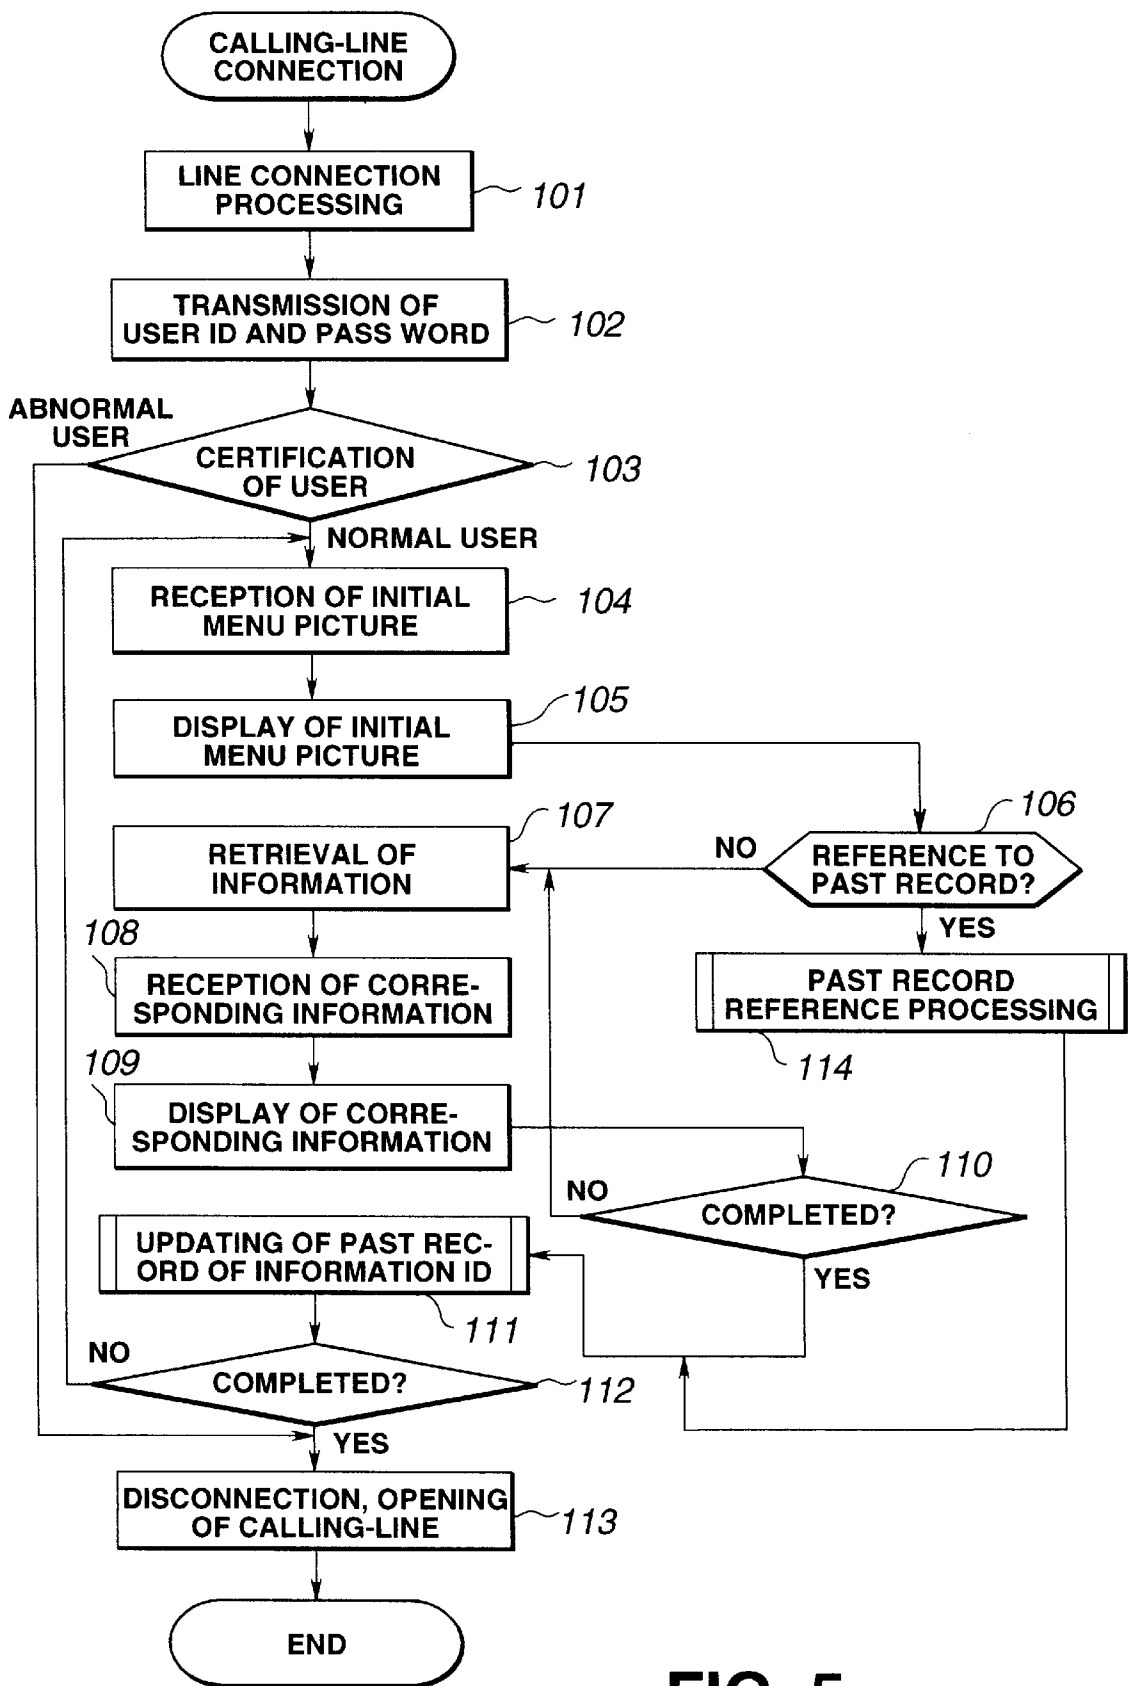 CALLING-LINE
CONNECTION
LINE CONNECTION
PROCESSING
101
TRANSMISSION OF
USER ID AND PASS WORD
102
ABNORMAL
USER
CERTIFICATION
OF USER
103
NORMAL USER
RECEPTION OF INITIAL
MENU PICTURE
104
DISPLAY OF INITIAL
MENU PICTURE
105
106
REFERENCE TO
PAST RECORD?
NO
YES
107
RETRIEVAL OF
INFORMATION
PAST RECORD
REFERENCE PROCESSING
114
108
RECEPTION OF CORRE-
SPONDING INFORMATION
109
DISPLAY OF CORRE-
SPONDING INFORMATION
110
NO
COMPLETED?
YES
UPDATING OF PAST REC-
ORD OF INFORMATION ID
111
NO
COMPLETED?
112
YES
DISCONNECTION, OPENING
OF CALLING-LINE
113
END
FIG. 5